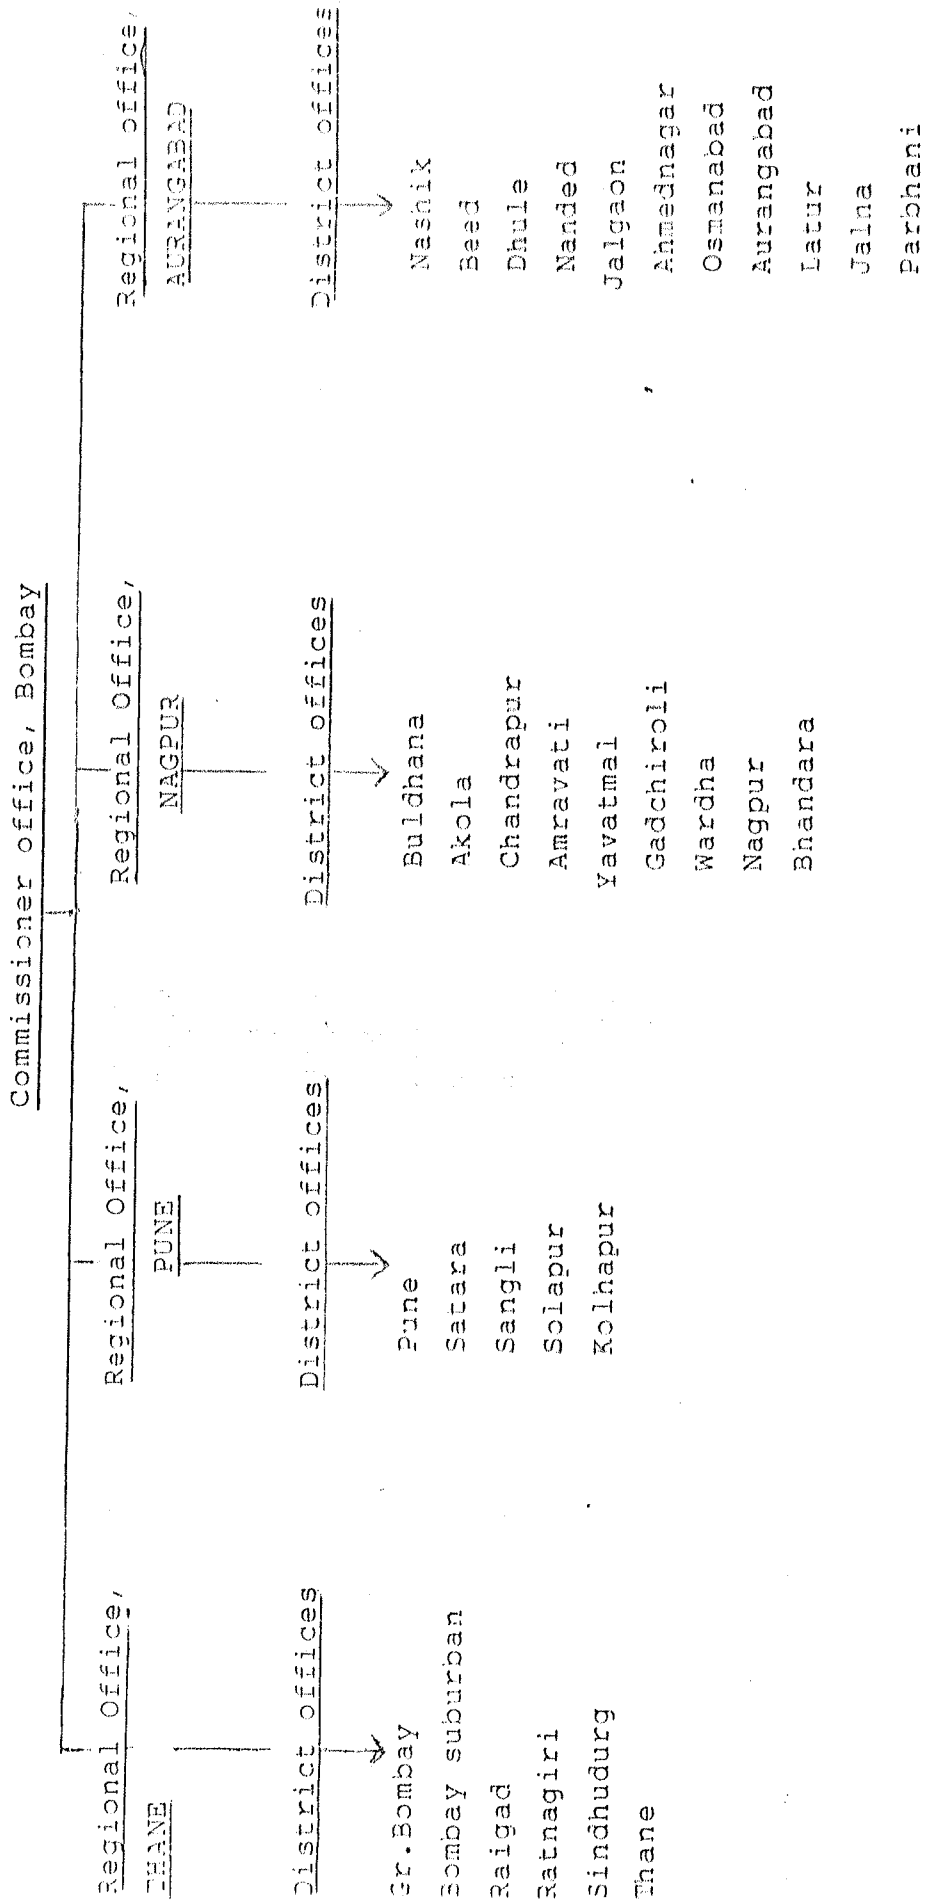 Commissioner office, Bombay
Regional Office,
THANE
District offices
Gr.Bombay
Bombay suburban
Raigad
Ratnagiri
Sindhudurg
Thane
Regional Office,
PUNE
District offices
Pune
Satara
Sangli
Solapur
Kolhapur
Regional Office,
NAGPUR
District offices
Buldhana
Akola
Chandrapur
Amravati
Yavatmal
Gadchiroli
Wardha
Nagpur
Bhandara
Regional office,
AURANGABAD
District offices
Nashik
Beed
Dhule
Nanded
Jalgaon
Ahmednagar
Osmanabad
Aurangabad
Latur
Jalna
Parbhani